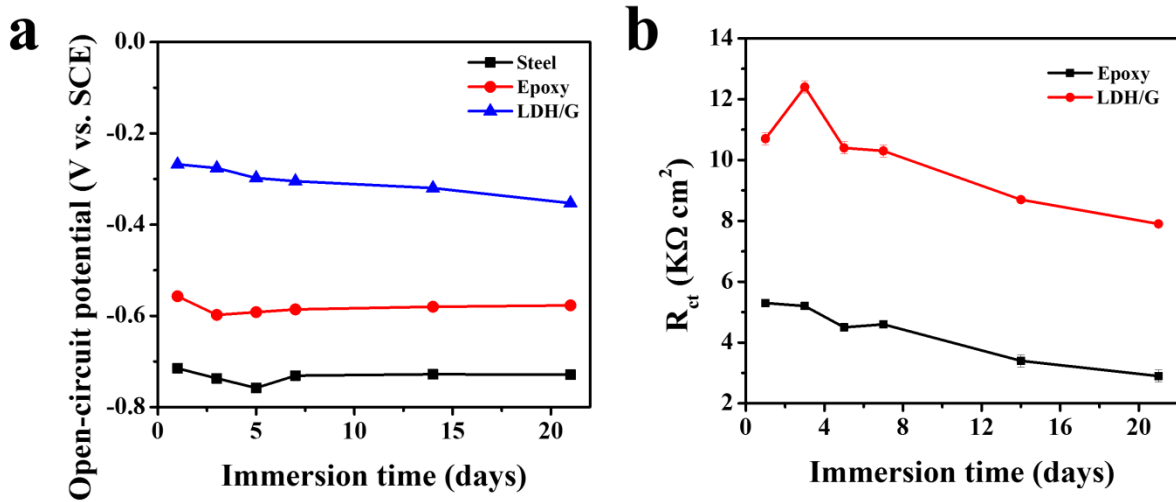 a
Open-circuit potential (V vs. SCE)
0.0
-0.2
-0.4
-0.6
-0.8
Steel
Epoxy
LDH/G
0 5 10 15 20
Immersion time (days)
b
R_ct (KΩ cm²)
14
12
10
8
6
4
2
Epoxy
LDH/G
0 4 8 12 16 20
Immersion time (days)